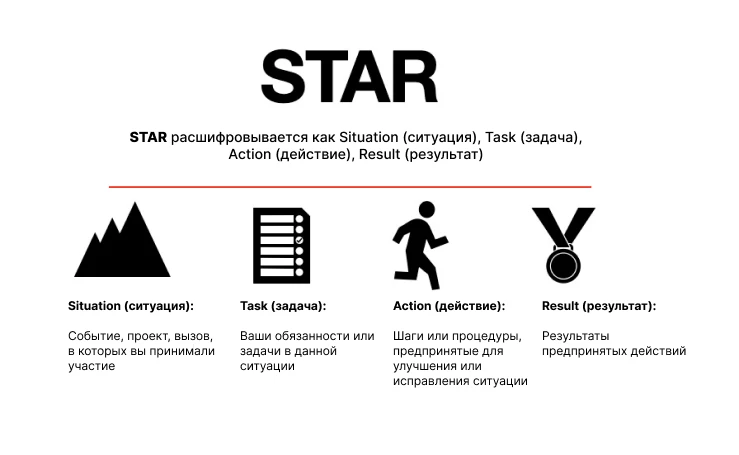 STAR
STAR расшифровывается как Situation (ситуация), Task (задача),
Action (действие), Result (результат)
Situation (ситуация):
Событие, проект, вызов,
в которых вы принимали
участие
Task (задача):
Ваши обязанности или
задачи в данной
ситуации
Action (действие):
Шаги или процедуры,
предпринятые для
улучшения или
исправления ситуации
Result (результат):
Результаты
предпринятых действий